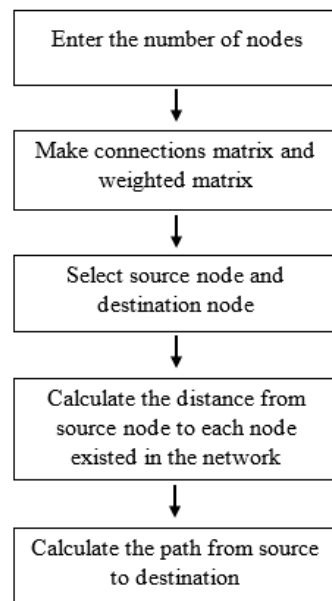 Enter the number of nodes
Make connections matrix and
weighted matrix
Select source node and
destination node
Calculate the distance from
source node to each node
existed in the network
Calculate the path from source
to destination